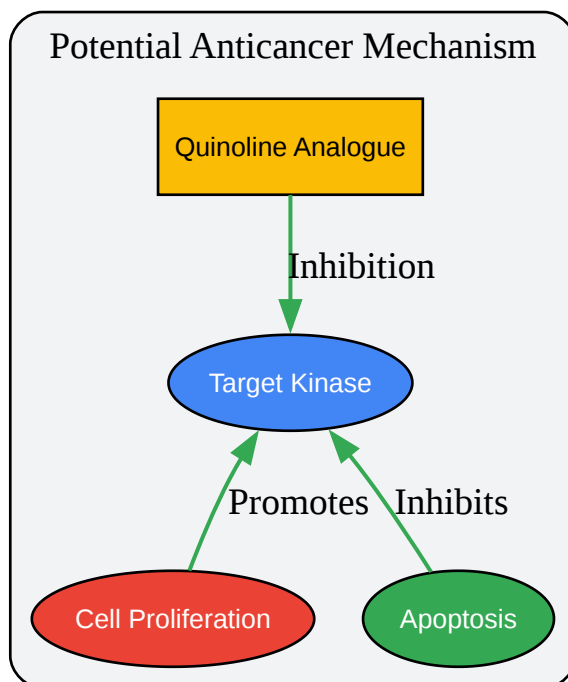 Potential Anticancer Mechanism
Quinoline Analogue
Inhibition
Target Kinase
Promotes
Inhibits
Cell Proliferation
Apoptosis